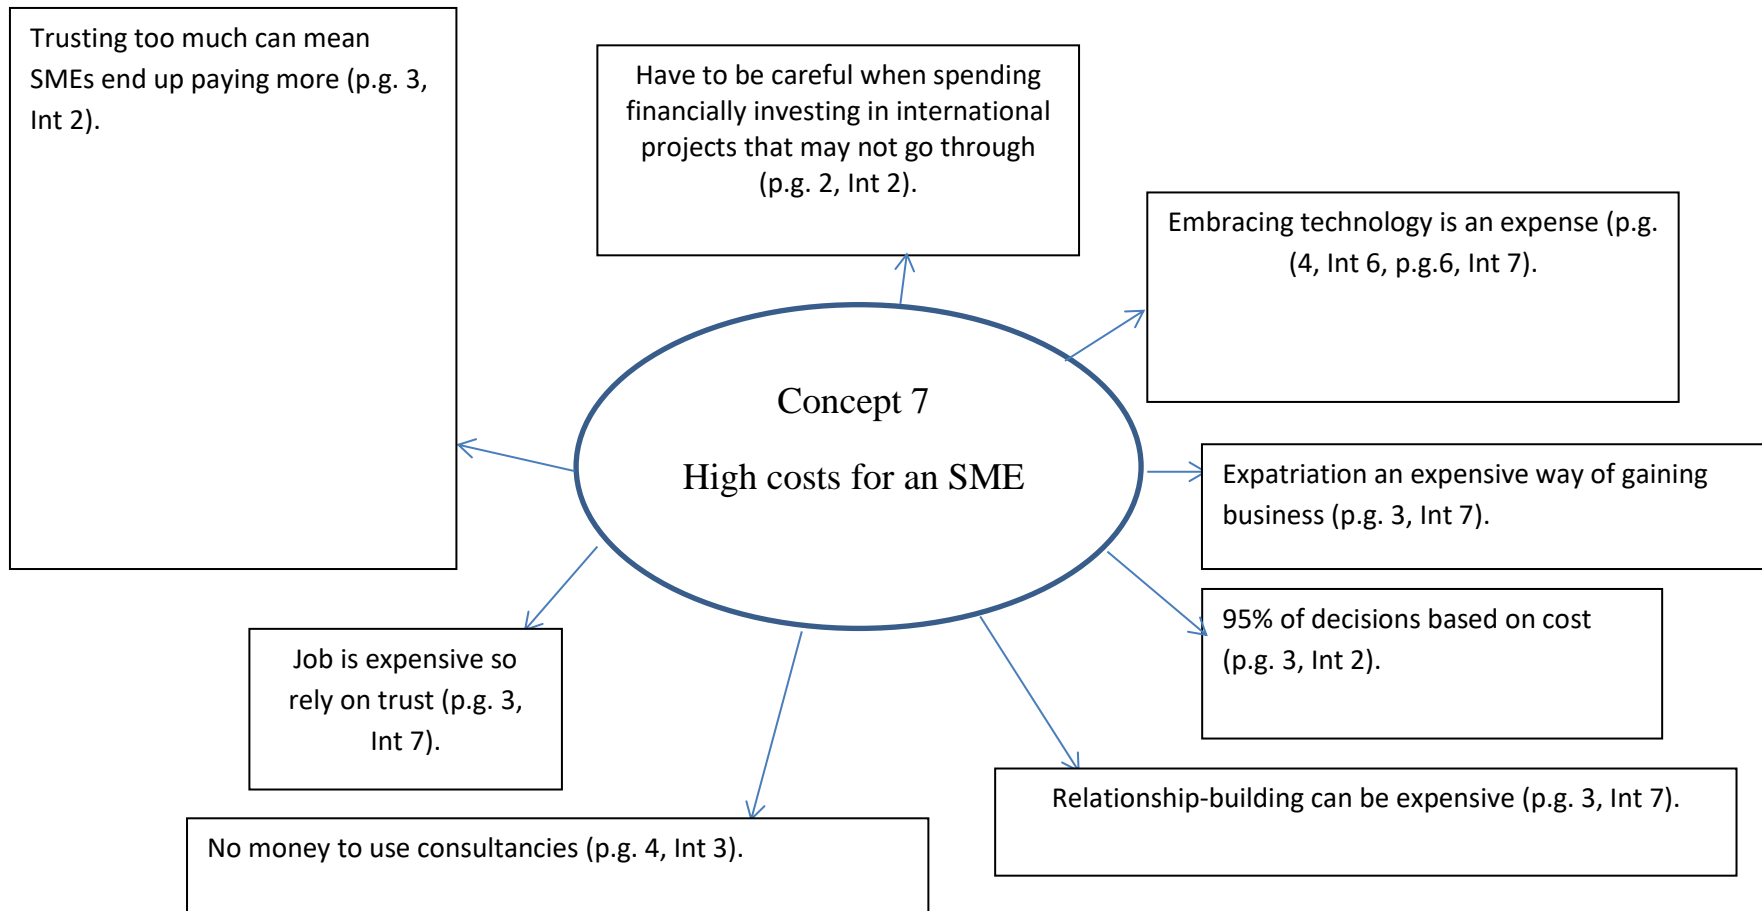 Trusting too much can mean
SMEs end up paying more (p.g. 3,
Int 2).
Have to be careful when spending
financially investing in international
projects that may not go through
(p.g. 2, Int 2).
Embracing technology is an expense (p.g.
(4, Int 6, p.g.6, Int 7).
Concept 7
High costs for an SME
Expatriation an expensive way of gaining
business (p.g. 3, Int 7).
95% of decisions based on cost
(p.g. 3, Int 2).
Job is expensive so
rely on trust (p.g. 3,
Int 7).
Relationship-building can be expensive (p.g. 3, Int 7).
No money to use consultancies (p.g. 4, Int 3).